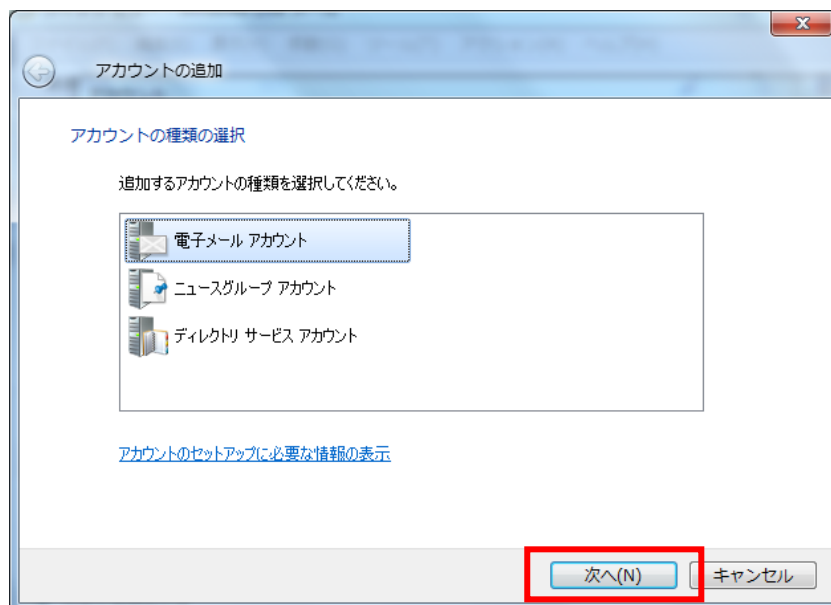 アカウントの追加
アカウントの種類の選択
追加するアカウントの種類を選択してください。
電子メール アカウント
ニュースグループ アカウント
ディレクトリ サービス アカウント
アカウントのセットアップに必要な情報の表示
次へ(N)
キャンセル